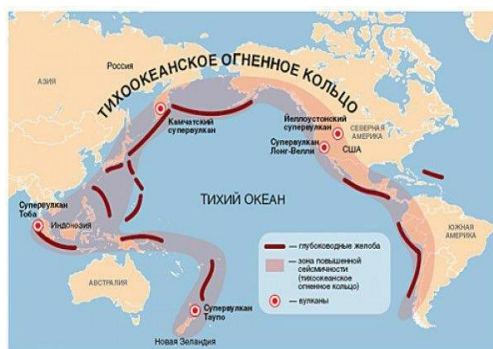 ТИХООКЕАНСКОЕ ОГНЕННОЕ КОЛЬЦО
АЗИЯ
Россия
Камчатский
супервулкан
Йеллоустонский
супервулкан
СЕВЕРНАЯ
АМЕРИКА
Супервулкан
Лонг-Велли
США
ТИХИЙ ОКЕАН
Супервулкан
Тоба
Индонезия
ЮЖНАЯ
АМЕРИКА
АВСТРАЛИЯ
Супервулкан
Таупо
Новая Зеландия
— глубоководные желоба
— зона повышенной
сейсмичности
(тихоокеанское
огненное кольцо)
— вулканы